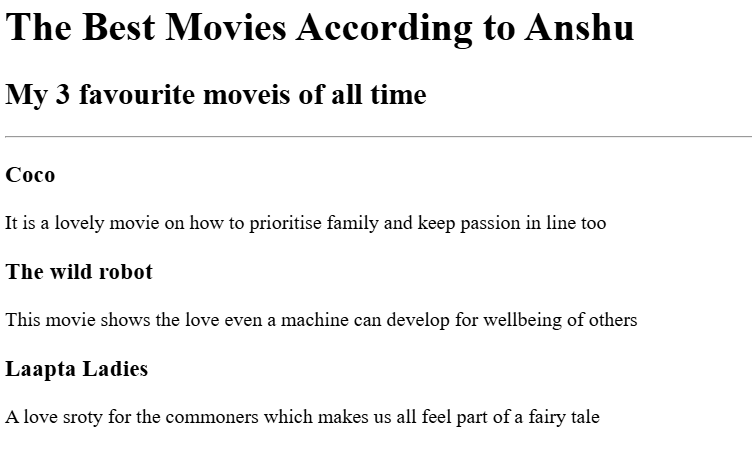 The Best Movies According to Anshu
My 3 favourite moveis of all time
Coco
It is a lovely movie on how to prioritise family and keep passion in line too
The wild robot
This movie shows the love even a machine can develop for wellbeing of others
Laapta Ladies
A love sroty for the commoners which makes us all feel part of a fairy tale